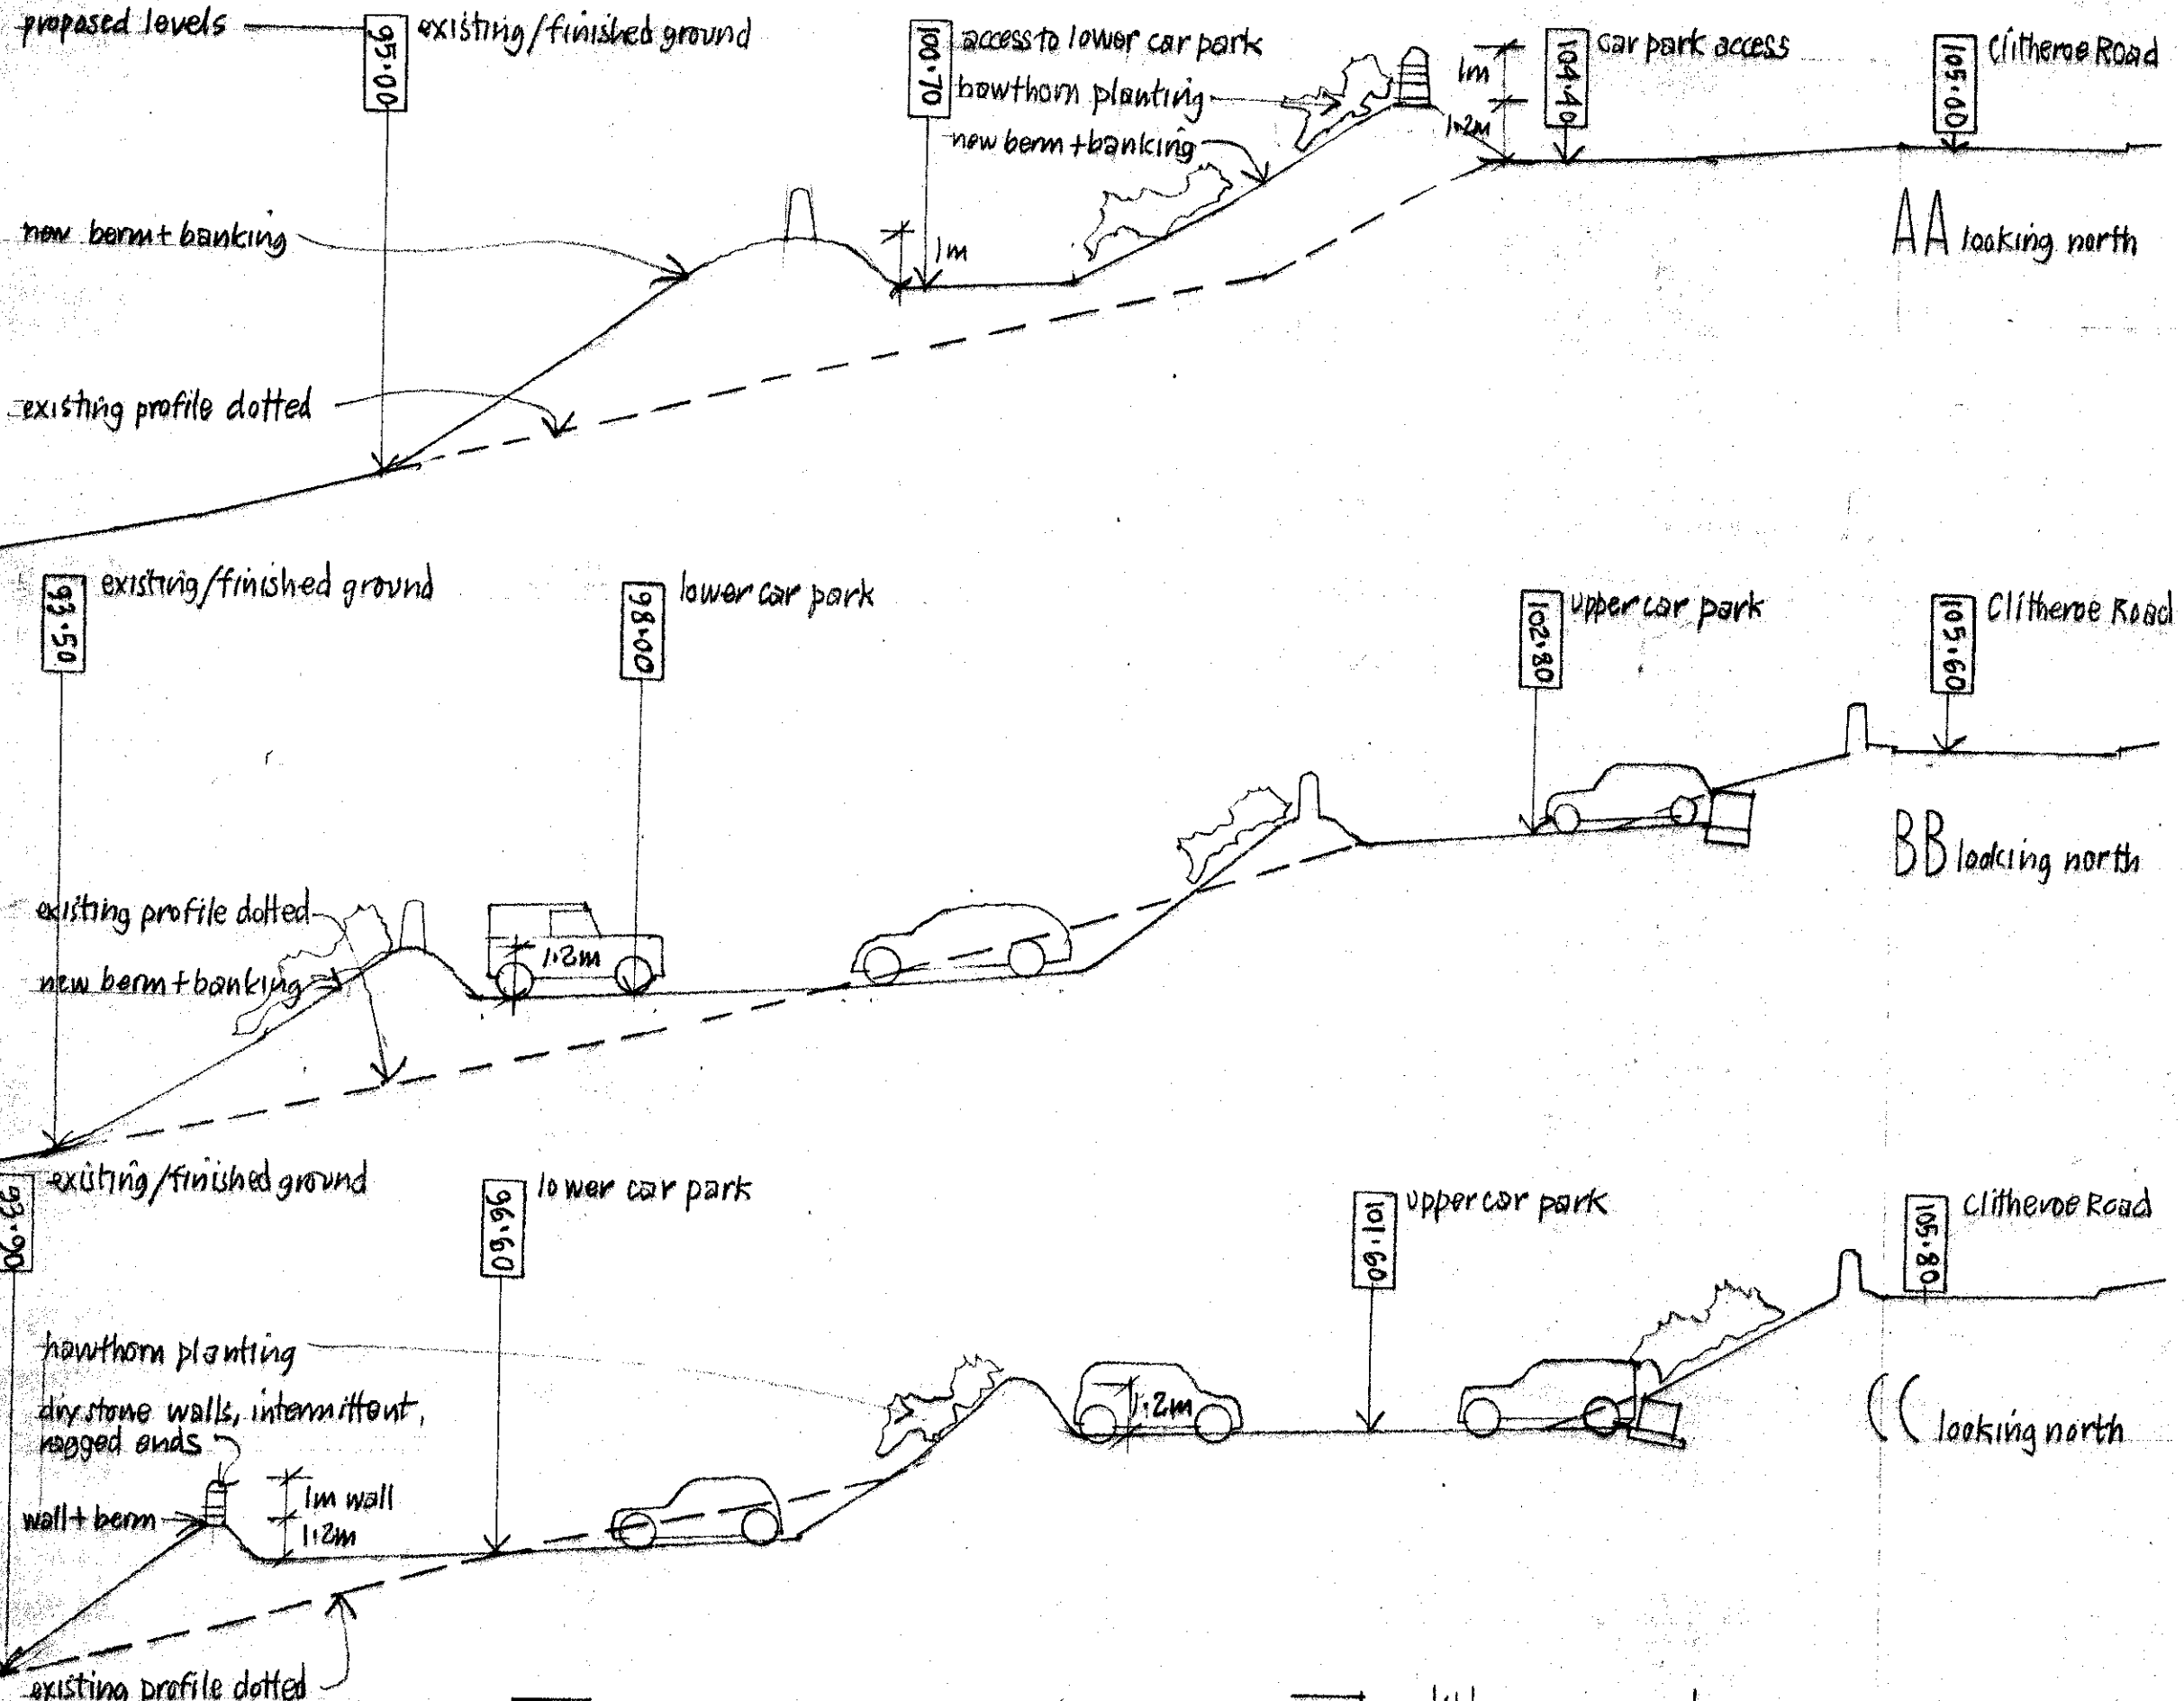 proposed levels
95.00
existing/finished ground
100.70
access to lower car park
hawthorn planting
new berm + banking
1m
1.2m
104.40
car park access
105.00
Clitheroe Road
new berm + banking
1m
AA looking north
existing profile dotted
93.50
existing/finished ground
98.00
lower car park
102.80
upper car park
105.60
Clitheroe Road
existing profile dotted
new berm + banking
1.2m
BB looking north
93.90
existing/finished ground
96.60
lower car park
101.60
upper car park
105.80
Clitheroe Road
hawthorn planting
dry stone walls, intermittent,
ragged ends
wall + berm
1m wall
1.2m
1.2m
CC looking north
existing profile dotted